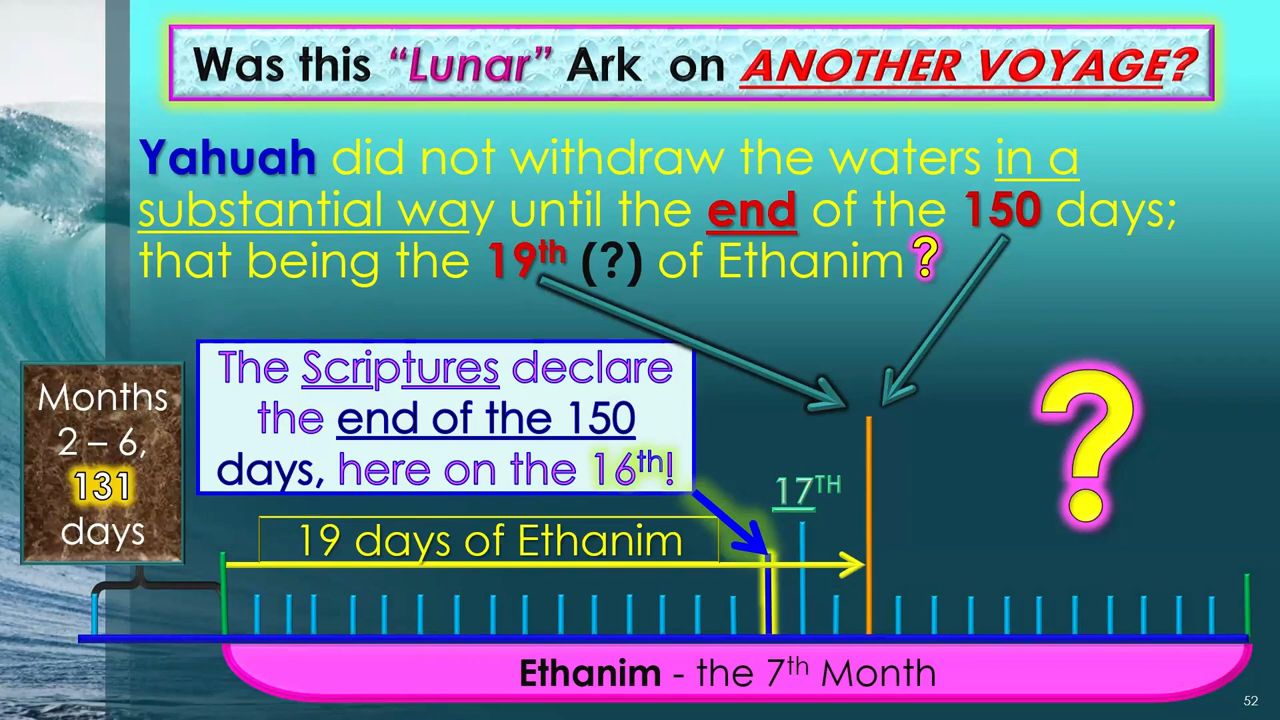 Was this “Lunar” Ark on ANOTHER VOYAGE?
Yahuah did not withdraw the waters in a
substantial way until the end of the 150 days;
that being the 19th (?) of Ethanim?
The Scriptures declare
the end of the 150
days, here on the 16th!
Months
2 – 6,
131
days
?
17TH
19 days of Ethanim
Ethanim - the 7th Month
52